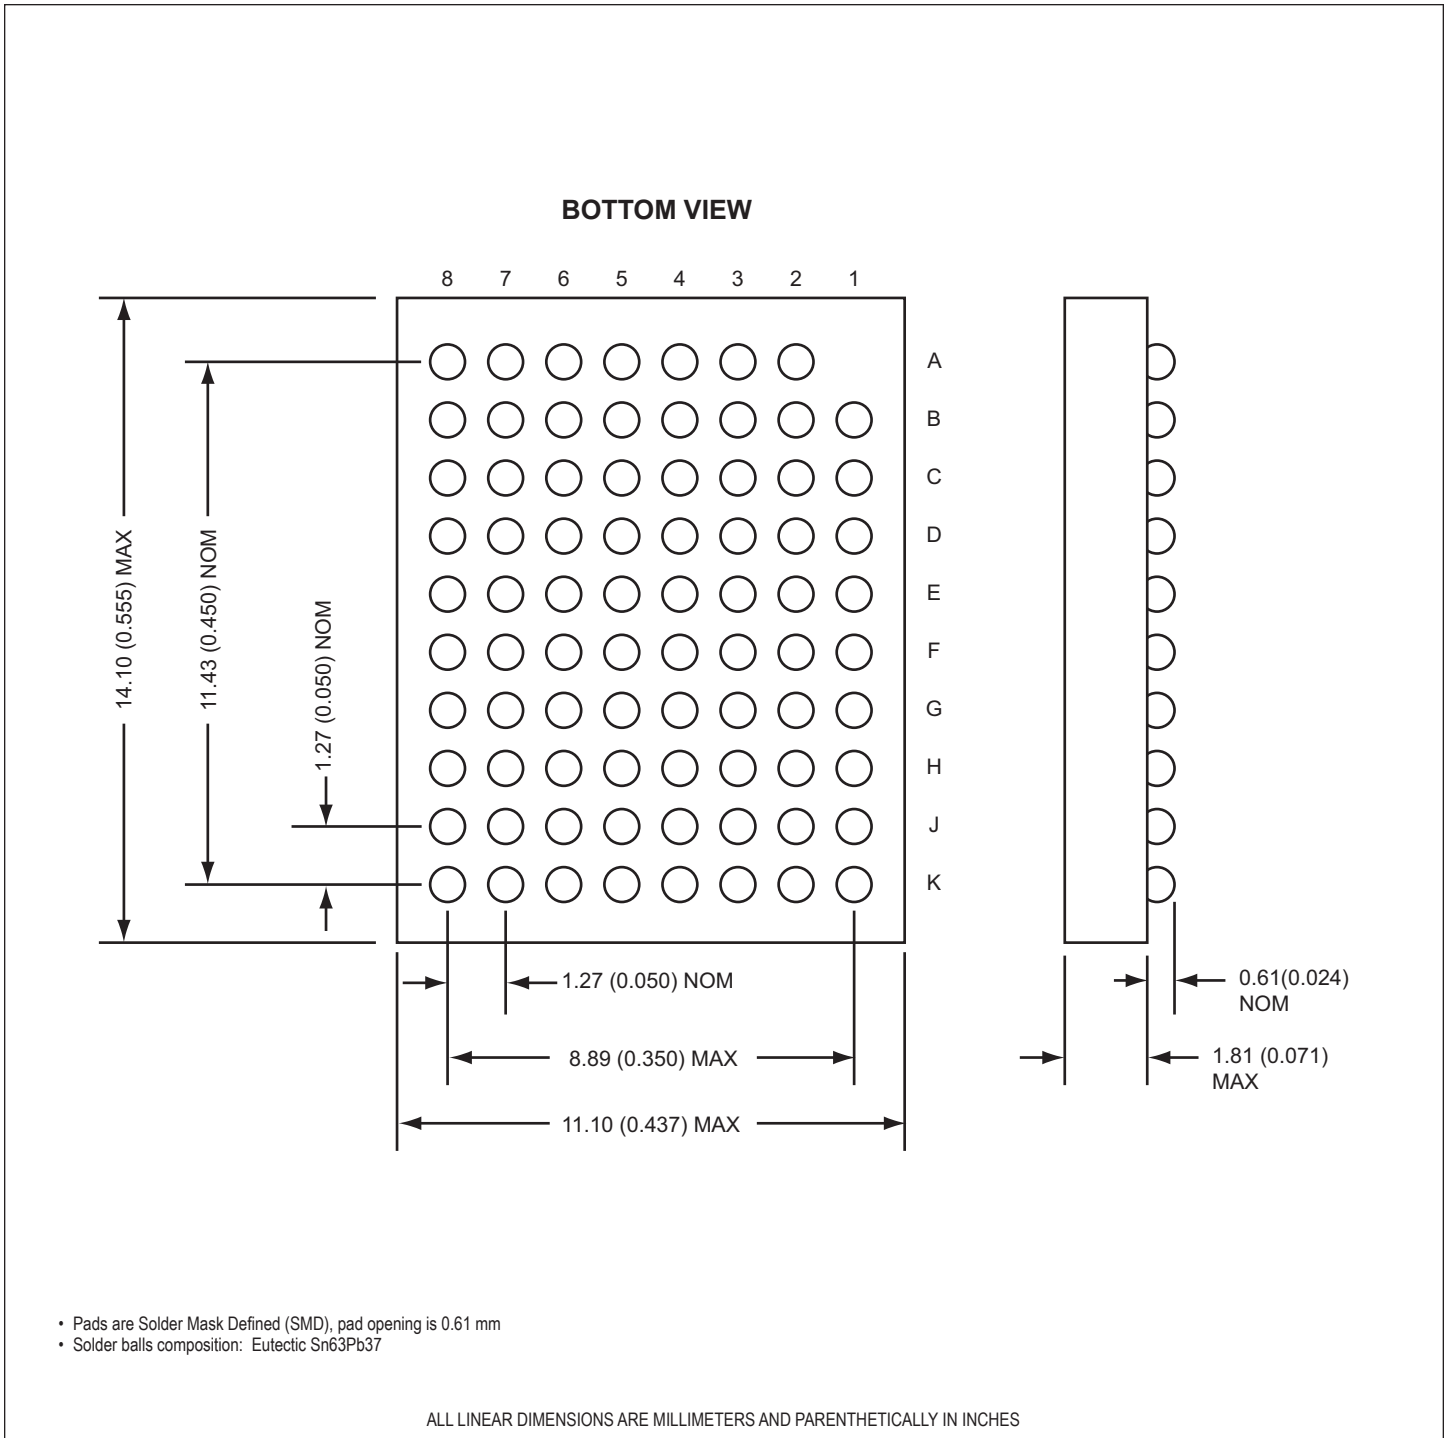 BOTTOM VIEW
8 7 6 5 4 3 2 1
A
B
C
D
E
F
G
H
J
K
14.10 (0.555) MAX
11.43 (0.450) NOM
1.27 (0.050) NOM
1.27 (0.050) NOM
8.89 (0.350) MAX
11.10 (0.437) MAX
0.61(0.024)
NOM
1.81 (0.071)
MAX
• Pads are Solder Mask Defined (SMD), pad opening is 0.61 mm
• Solder balls composition: Eutectic Sn63Pb37
ALL LINEAR DIMENSIONS ARE MILLIMETERS AND PARENTHETICALLY IN INCHES